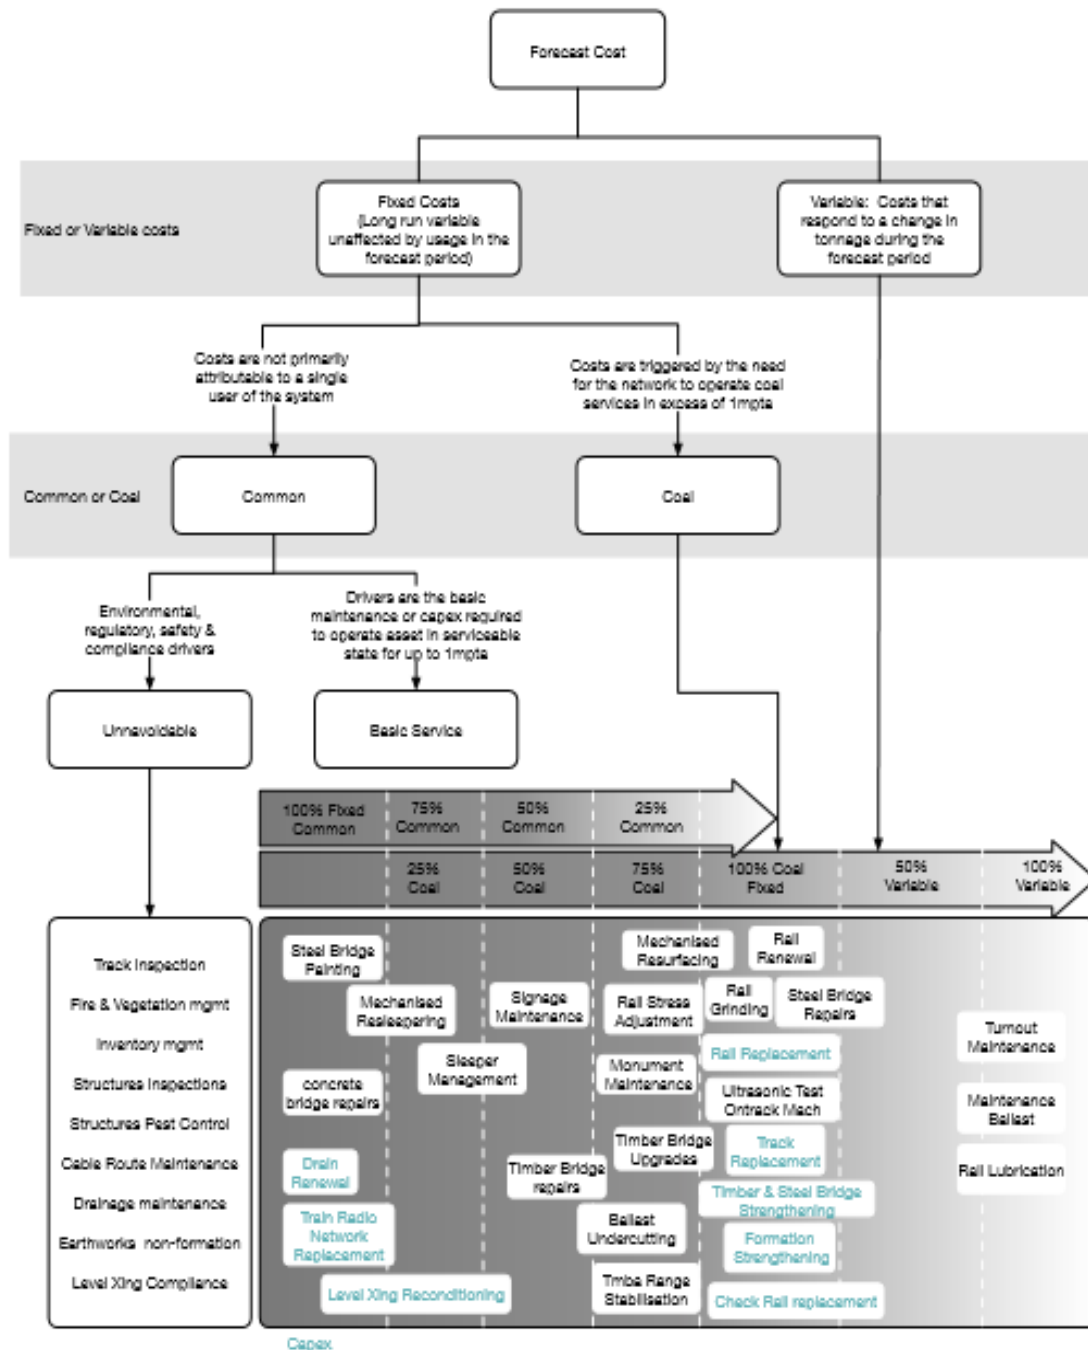 Forecast Cost
Fixed or Variable costs
Fixed Costs
(Long run variable
unaffected by usage in the
forecast period)
Variable: Costs that
respond to a change in
tonnage during the
forecast period
Costs are not primarily
attributable to a single
user of the system
Costs are triggered by the need
for the network to operate coal
services in excess of 1mpta
Common or Coal
Common
Coal
Environmental,
regulatory, safety &
compliance drivers
Drivers are the basic
maintenance or capex required
to operate asset in serviceable
state for up to 1mpta
Unnavoidable
Basic Service
100% Fixed
Common
75%
Common
50%
Common
25%
Common
25%
Coal
50%
Coal
75%
Coal
100% Coal
Fixed
50%
Variable
100%
Variable
Track Inspection
Fire & Vegetation mgmt
Inventory mgmt
Structures Inspections
Structures Pest Control
Cable Route Maintenance
Drainage maintenance
Earthworks non-formation
Level Xing Compliance
Steel Bridge
Painting
Mechanised
Resurfacing
Rail
Renewal
Mechanised
Resleepering
Signage
Maintenance
Rail Stress
Adjustment
Rail
Grinding
Steel Bridge
Repairs
Turnout
Maintenance
Sleeper
Management
Monument
Maintenance
Rail Replacement
concrete
bridge repairs
Ultrasonic Test
Ontrack Mach
Maintenance
Ballast
Drain
Renewal
Timber Bridge
repairs
Timber Bridge
Upgrades
Track
Replacement
Rail Lubrication
Train Radio
Network
Replacement
Ballast
Undercutting
Timber & Steel Bridge
Strengthening
Formation
Strengthening
Level Xing Reconditioning
Tmba Range
Stabilisation
Check Rail replacement
Capex